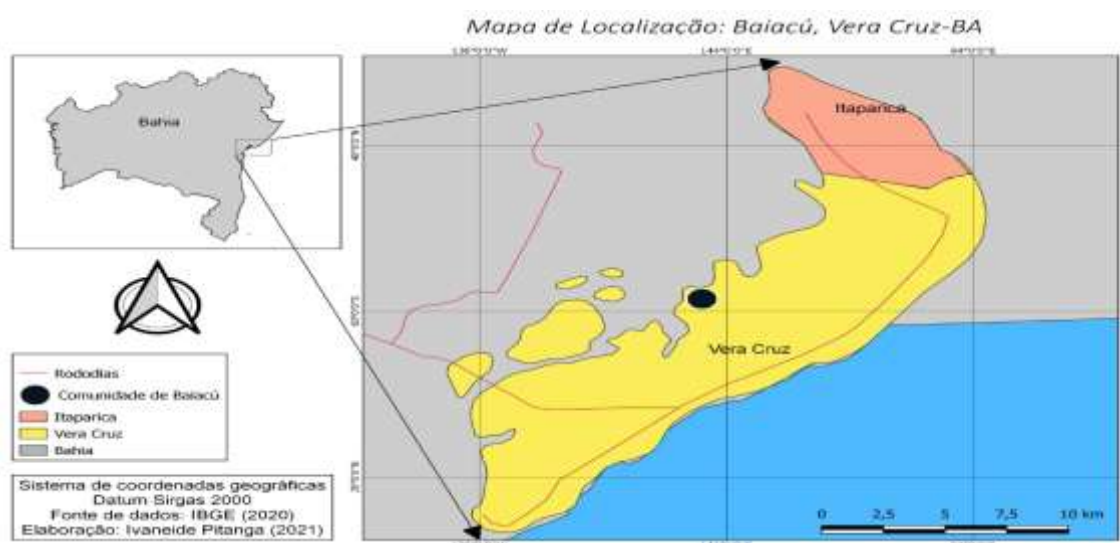 Mapa de Localização: Baiacú, Vera Cruz-BA
Bahia
Itaparica
Vera Cruz
Rododias
Comunidade de Baiacú
Itaparica
Vera Cruz
Bahia
Sistema de coordenadas geográficas
Datum Sirgas 2000
Fonte de dados: IBGE (2020)
Elaboração: Ivaneide Pitanga (2021)
0 2,5 5 7,5 10 km